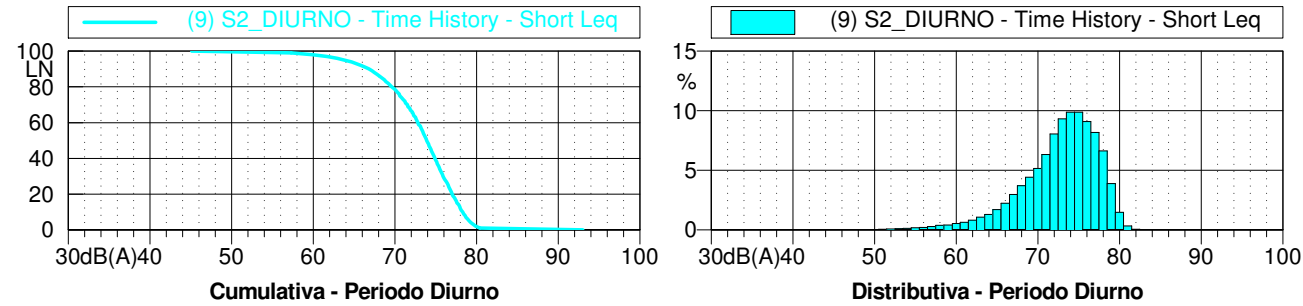 (9) S2_DIURNO - Time History - Short Leq
100
LN
80
60
40
20
0
30dB(A)40 50 60 70 80 90 100
Cumulativa - Periodo Diurno
(9) S2_DIURNO - Time History - Short Leq
15
%
10
5
0
30dB(A)40 50 60 70 80 90 100
Distributiva - Periodo Diurno